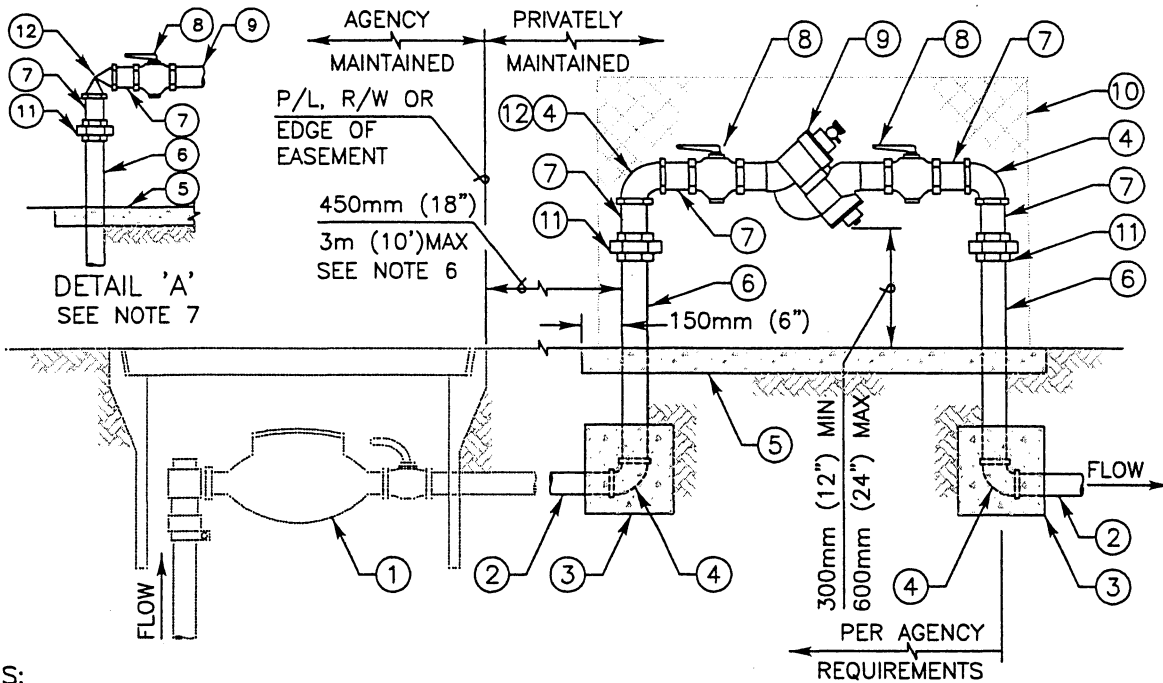 12
8
9
7
11
7
6
5
DETAIL 'A'
SEE NOTE 7
AGENCY
MAINTAINED
PRIVATELY
MAINTAINED
P/L, R/W OR
EDGE OF
EASEMENT
450mm (18")
3m (10')MAX
SEE NOTE 6
8
9
8
7
10
12 4
4
7
7
7
11
11
6
6
150mm (6")
5
300mm (12") MIN
600mm (24") MAX
FLOW
FLOW
1
2
3
4
4
2
3
PER AGENCY
REQUIREMENTS
S: